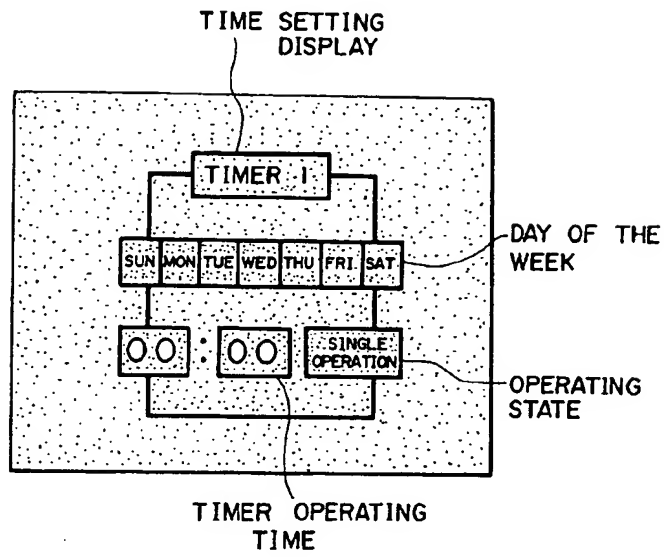 TIME SETTING
DISPLAY
TIMER 1
SUN MON TUE WED THU FRI SAT
DAY OF THE
WEEK
00 : 00
SINGLE
OPERATION
OPERATING
STATE
TIMER OPERATING
TIME